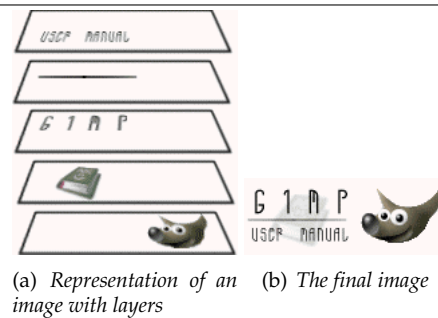 USER MANUAL
G I M P
G I M P
USER MANUAL
(a) Representation of an
image with layers
(b) The final image